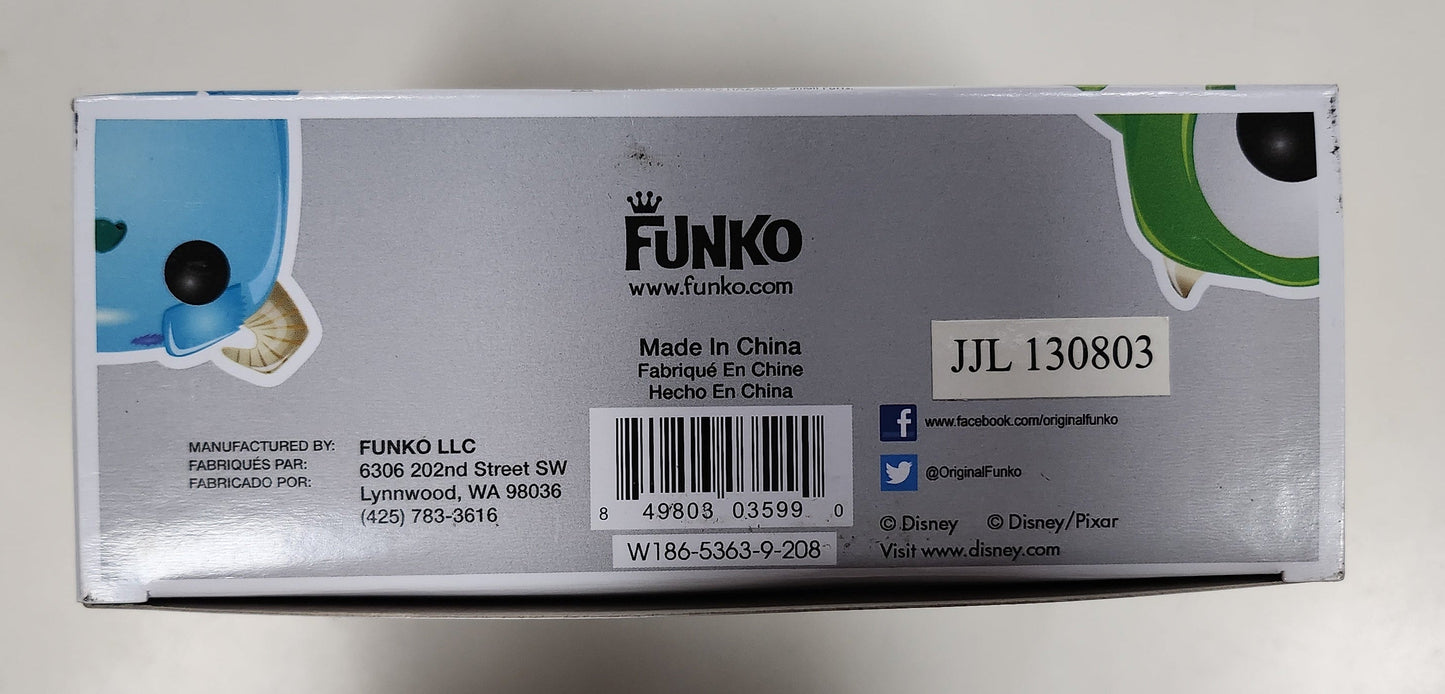 Small Parts.
FUNKO
www.funko.com
Made In China
Fabriqué En Chine
Hecho En China
JJL 130803
MANUFACTURED BY:
FABRIQUÉS PAR:
FABRICADO POR:
FUNKO LLC
6306 202nd Street SW
Lynnwood, WA 98036
(425) 783-3616
8 49803 03599 0
W186-5363-9-208
f www.facebook.com/originalfunko
@OriginalFunko
© Disney © Disney/Pixar
Visit www.disney.com